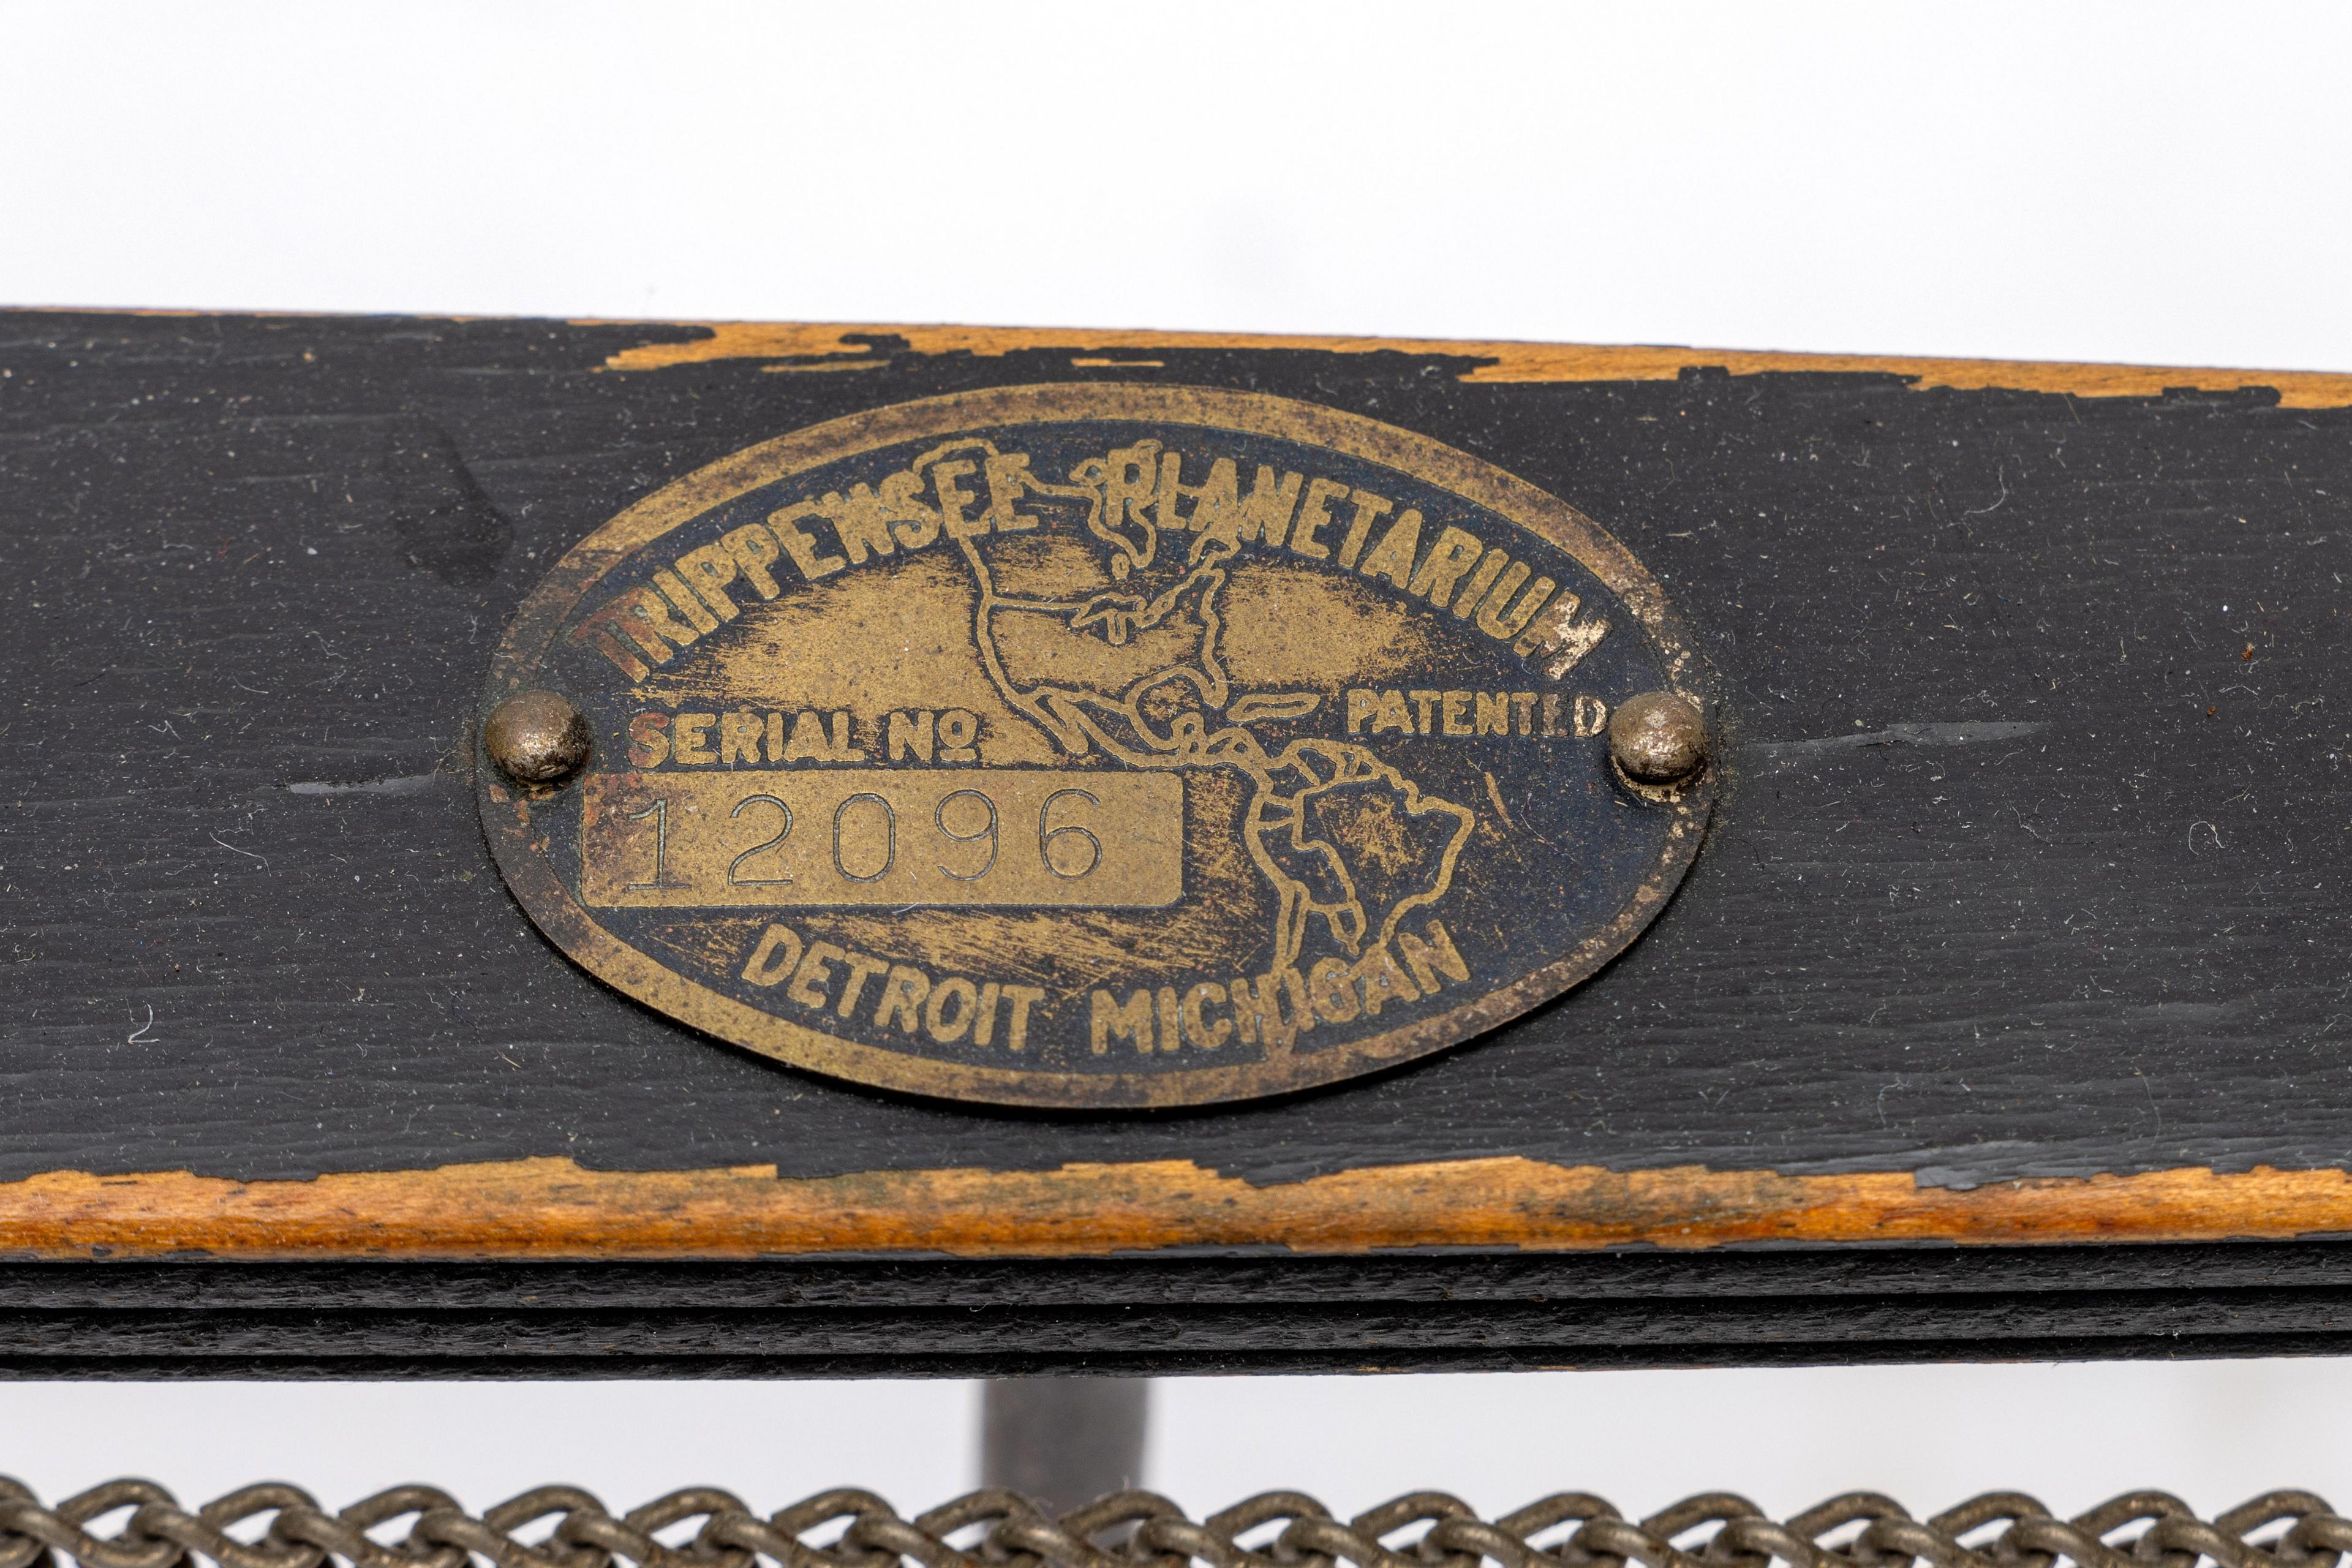 TRIPPENSEE PLANETARIUM
PATENTED
SERIAL NO
12096
DETROIT MICHIGAN